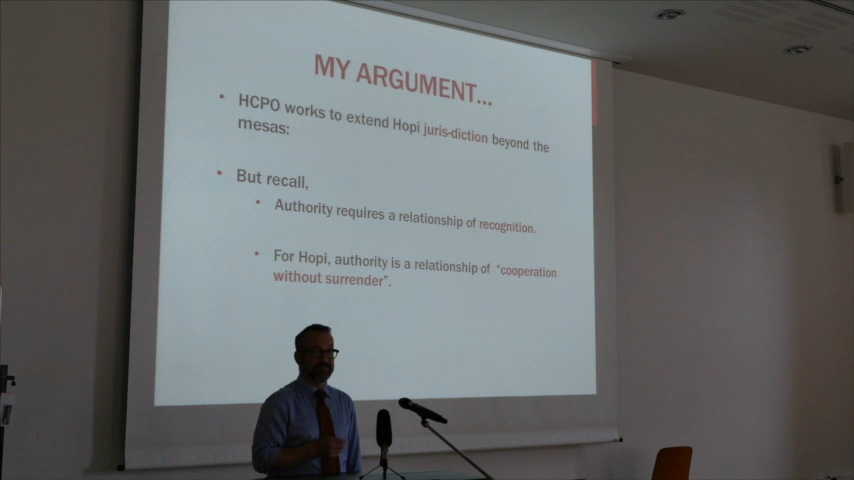 MY ARGUMENT...
• HCPO works to extend Hopi juris-diction beyond the
mesas:
• But recall,
• Authority requires a relationship of recognition.
• For Hopi, authority is a relationship of “cooperation
without surrender”.